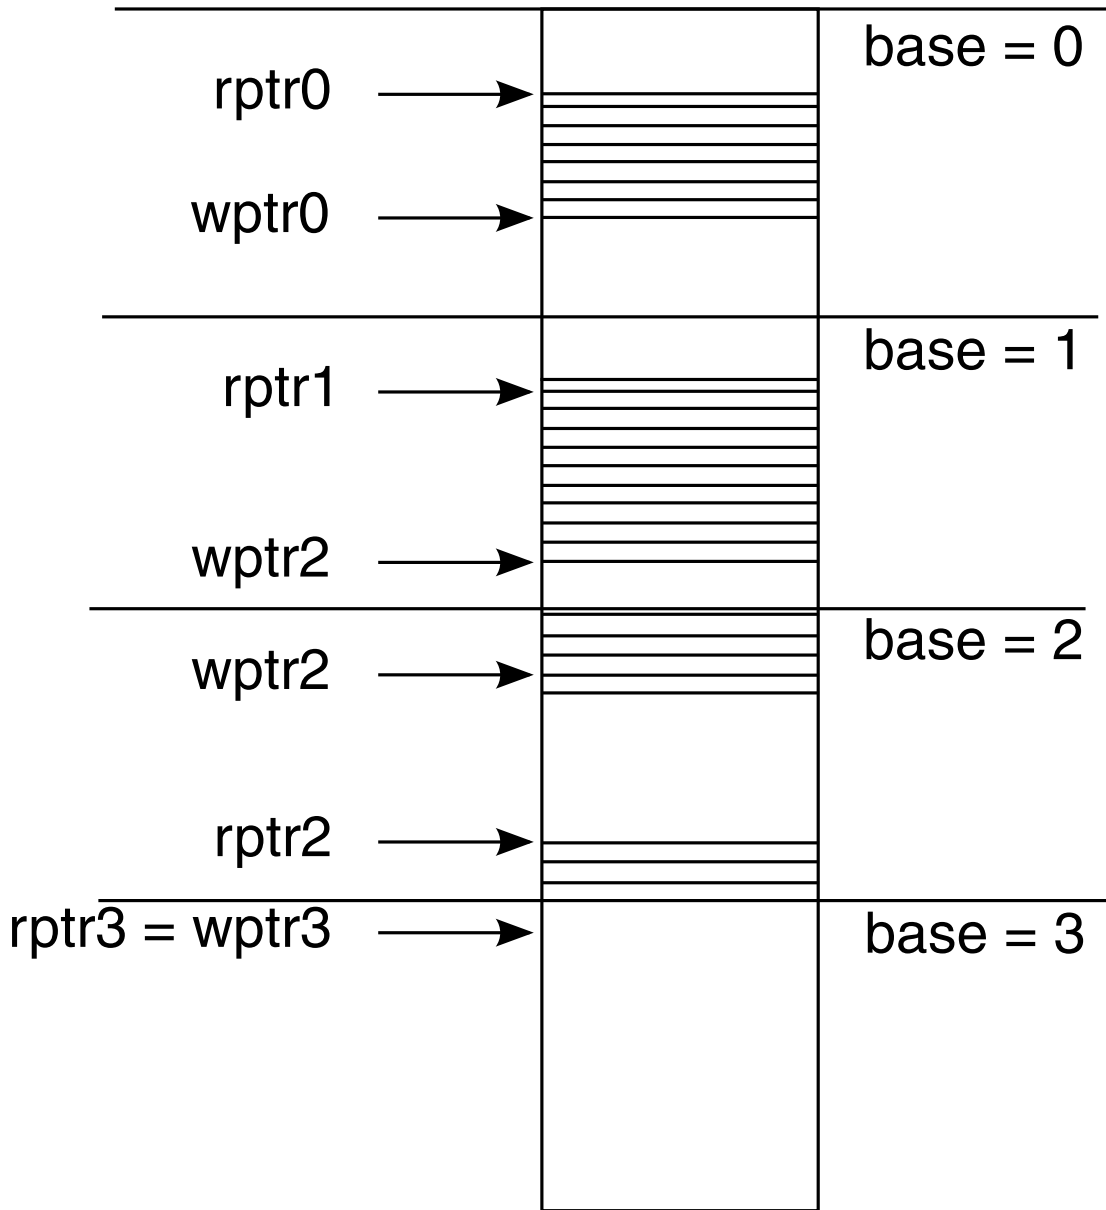 base = 0
rptr0
wptr0
base = 1
rptr1
wptr2
base = 2
wptr2
rptr2
rptr3 = wptr3
base = 3